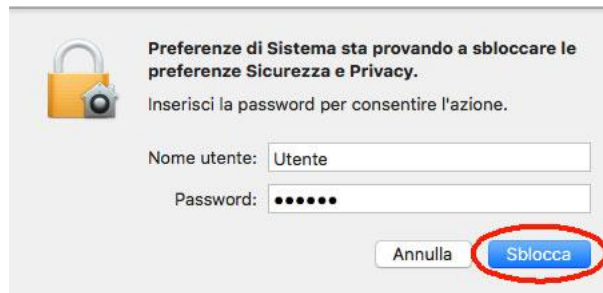 Preferenze di Sistema sta provando a sbloccare le
preferenze Sicurezza e Privacy.
Inserisci la password per consentire l'azione.
Nome utente: Utente
Password: ●●●●●●
Annulla Sblocca